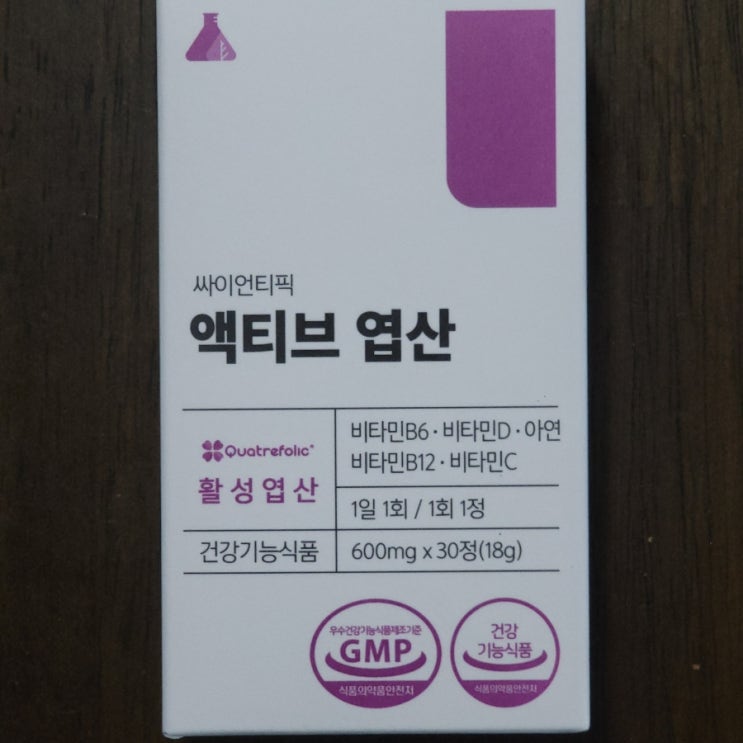 싸이언티픽
액티브 엽산
Quatrefolic®
활성엽산
비타민B6·비타민D·아연
비타민B12·비타민C
1일 1회 / 1회 1정
건강기능식품
600mg x 30정(18g)
우수건강기능식품제조기준
GMP
식품의약품안전처
건강
기능식품
식품의약품안전처